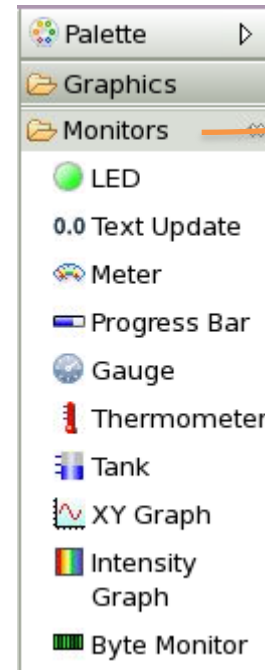 Palette
Graphics
Monitors
LED
0.0 Text Update
Meter
Progress Bar
Gauge
Thermometer
Tank
XY Graph
Intensity
Graph
Byte Monitor